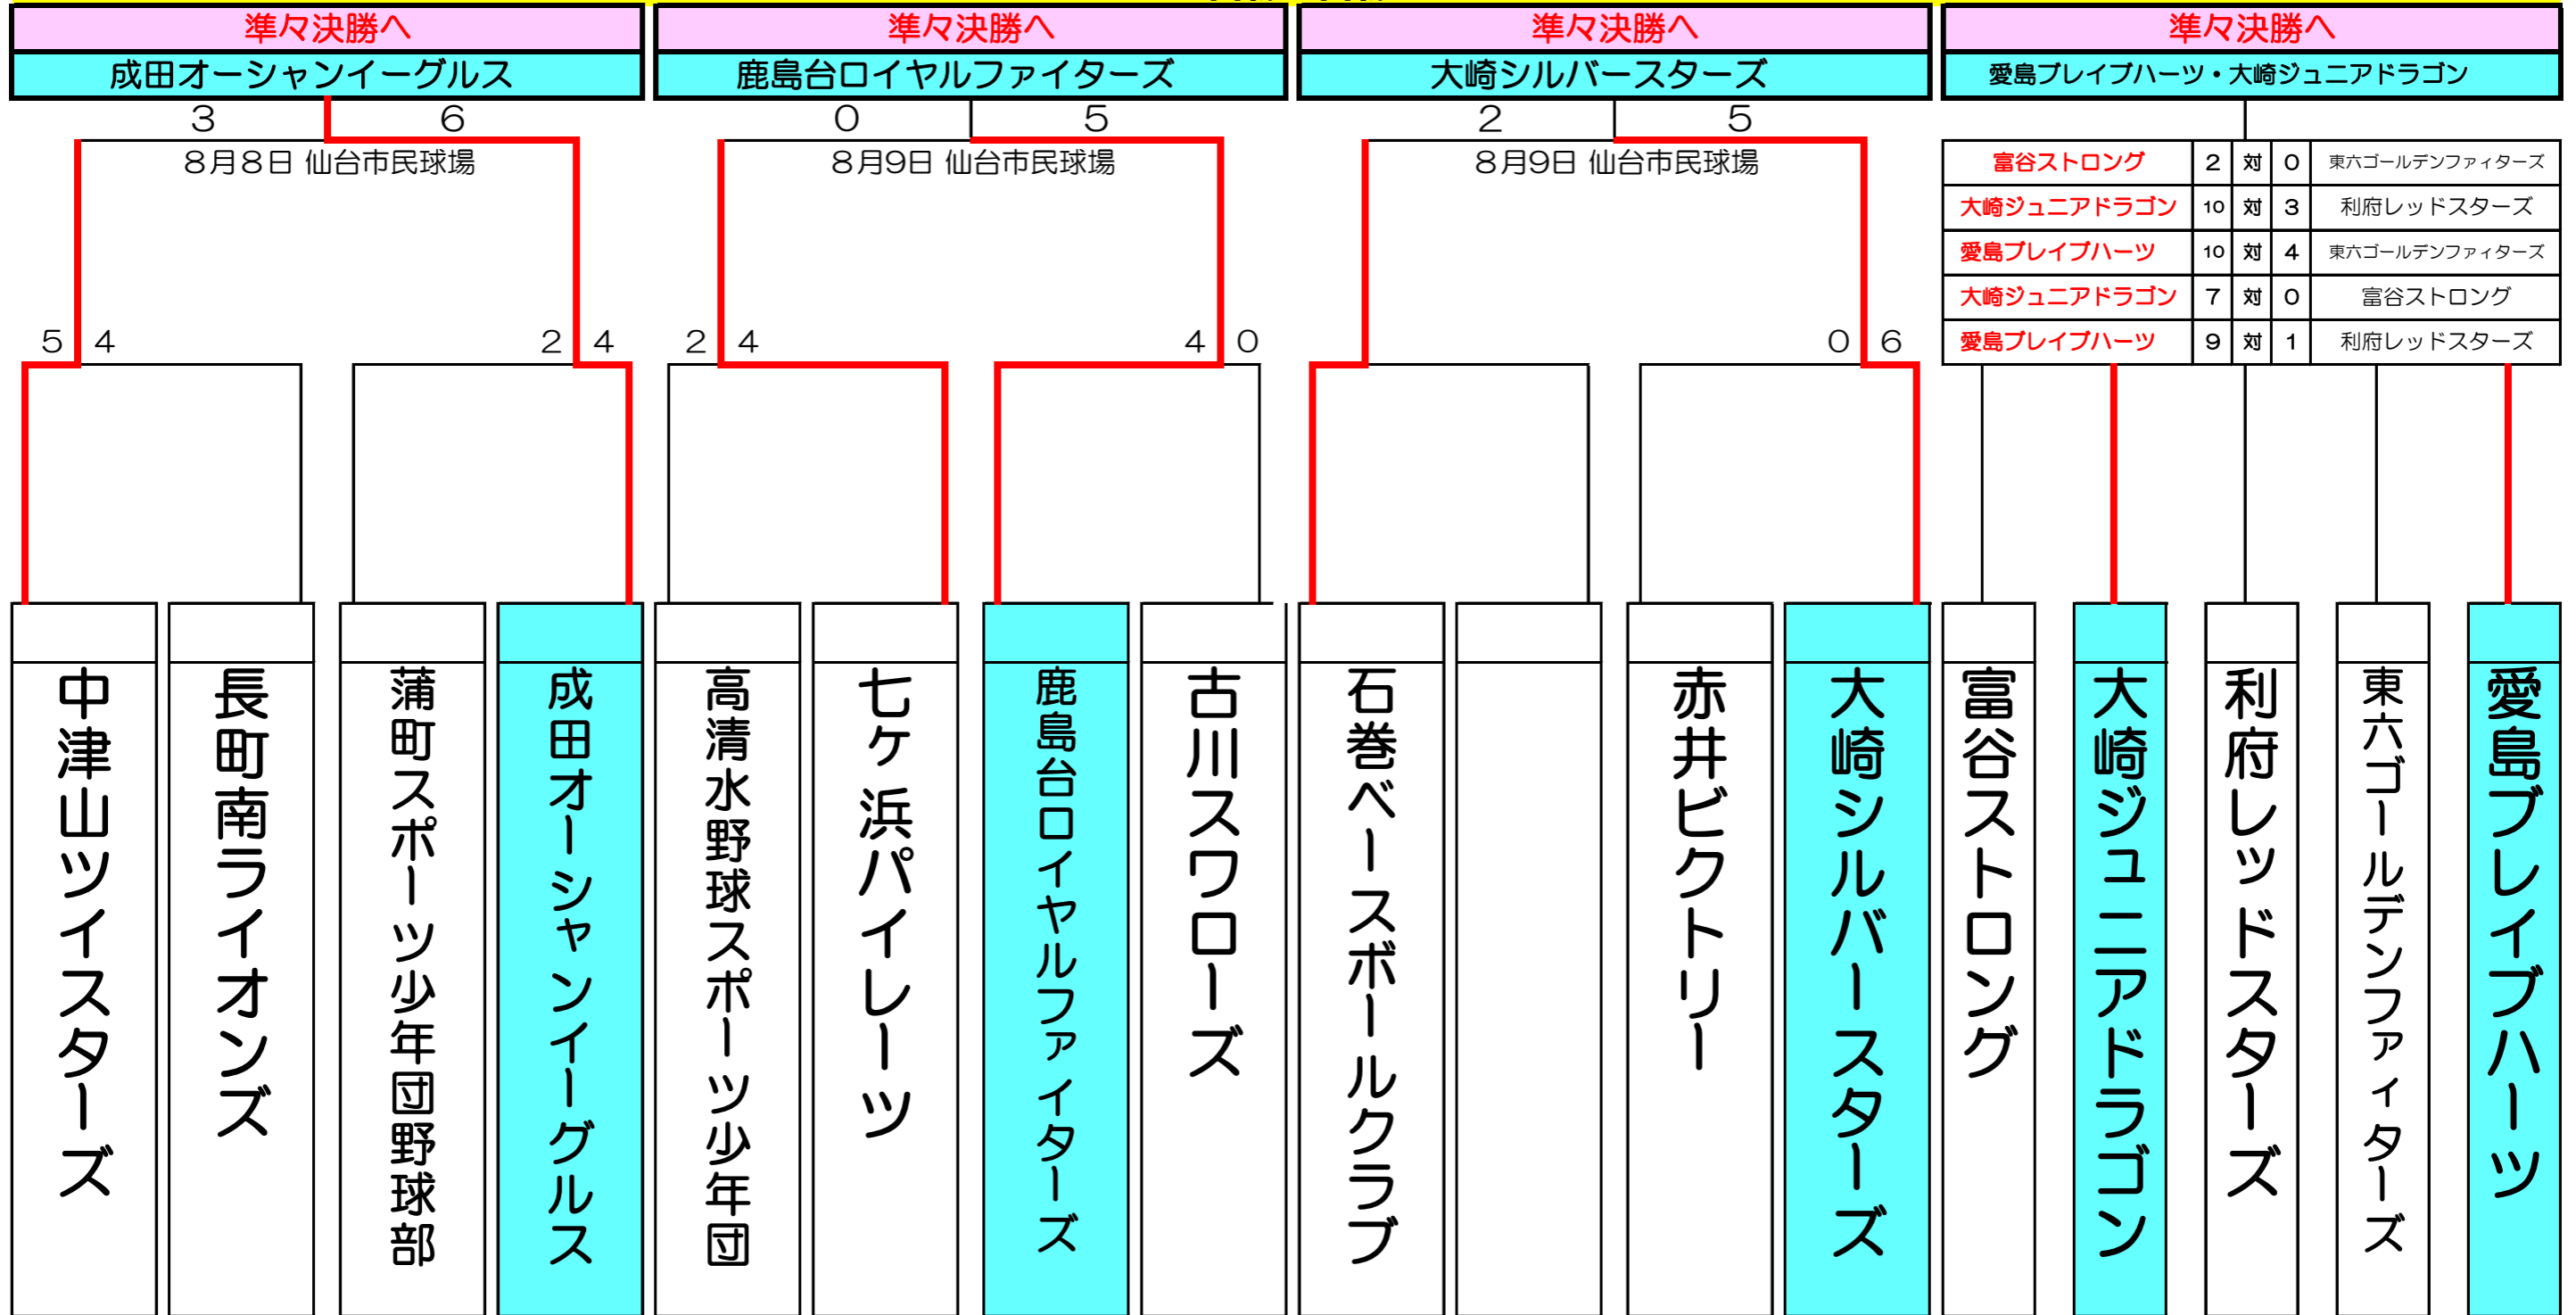 準々決勝へ
成田オーシャンイーグルス
準々決勝へ
鹿島台ロイヤルファイターズ
準々決勝へ
大崎シルバースターズ
準々決勝へ
愛島ブレイブハーツ・大崎ジュニアドラゴン
3 6
8月8日 仙台市民球場
0 5
8月9日 仙台市民球場
2 5
8月9日 仙台市民球場
富谷ストロング 2 対 0 東六ゴールデンファィターズ
大崎ジュニアドラゴン 10 対 3 利府レッドスターズ
愛島ブレイブハーツ 10 対 4 東六ゴールデンファィターズ
大崎ジュニアドラゴン 7 対 0 富谷ストロング
愛島ブレイブハーツ 9 対 1 利府レッドスターズ
5 4
2 4
2 4
4 0
0 6
中津山ツイスターズ
長町南ライオンズ
蒲町スポーツ少年団野球部
成田オーシャンイーグルス
高清水野球スポーツ少年団
七ケ浜パイレーツ
鹿島台ロイヤルファイターズ
古川スワローズ
石巻ベースボールクラブ
赤井ビクトリー
大崎シルバースターズ
富谷ストロング
大崎ジュニアドラゴン
利府レッドスターズ
東六ゴールデンファィターズ
愛島ブレイブハーツ